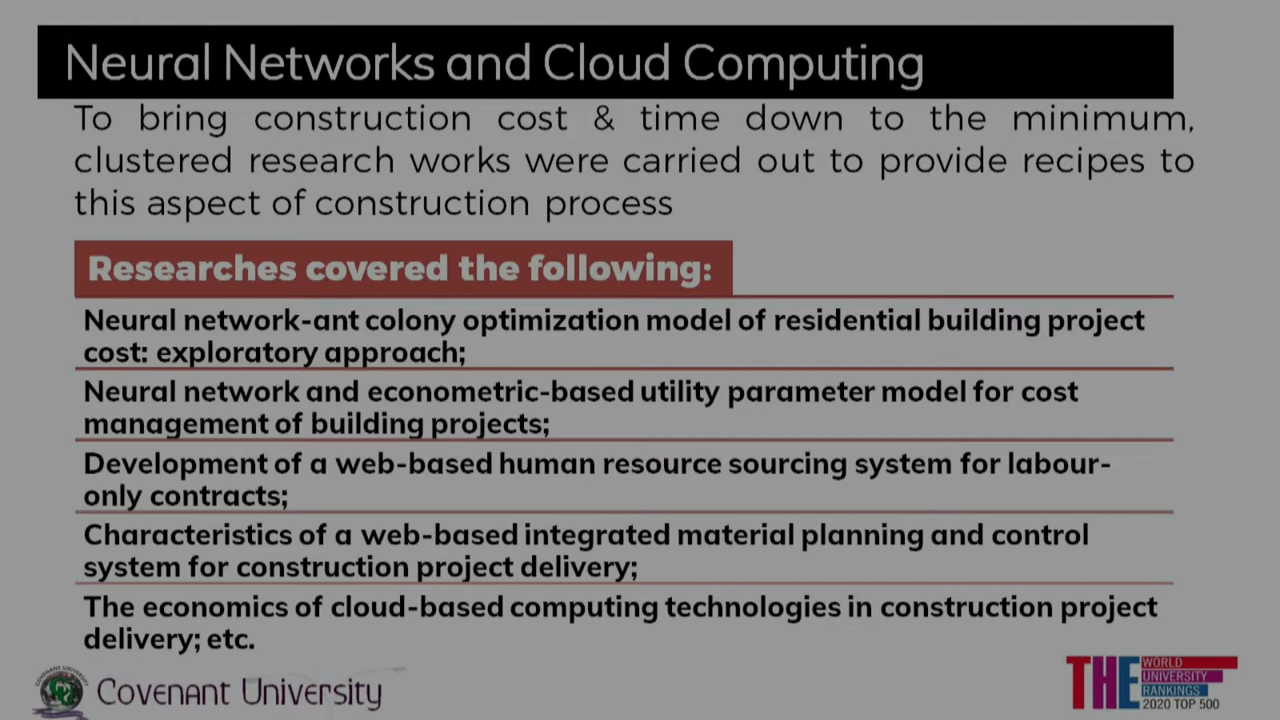 Neural Networks and Cloud Computing
To bring construction cost & time down to the minimum,
clustered research works were carried out to provide recipes to
this aspect of construction process
Researches covered the following:
Neural network-ant colony optimization model of residential building project
cost: exploratory approach;
Neural network and econometric-based utility parameter model for cost
management of building projects;
Development of a web-based human resource sourcing system for labour-
only contracts;
Characteristics of a web-based integrated material planning and control
system for construction project delivery;
The economics of cloud-based computing technologies in construction project
delivery; etc.
COVENANT UNIVERSITY
Covenant University
THE
WORLD
UNIVERSITY
RANKINGS
2020 TOP 500